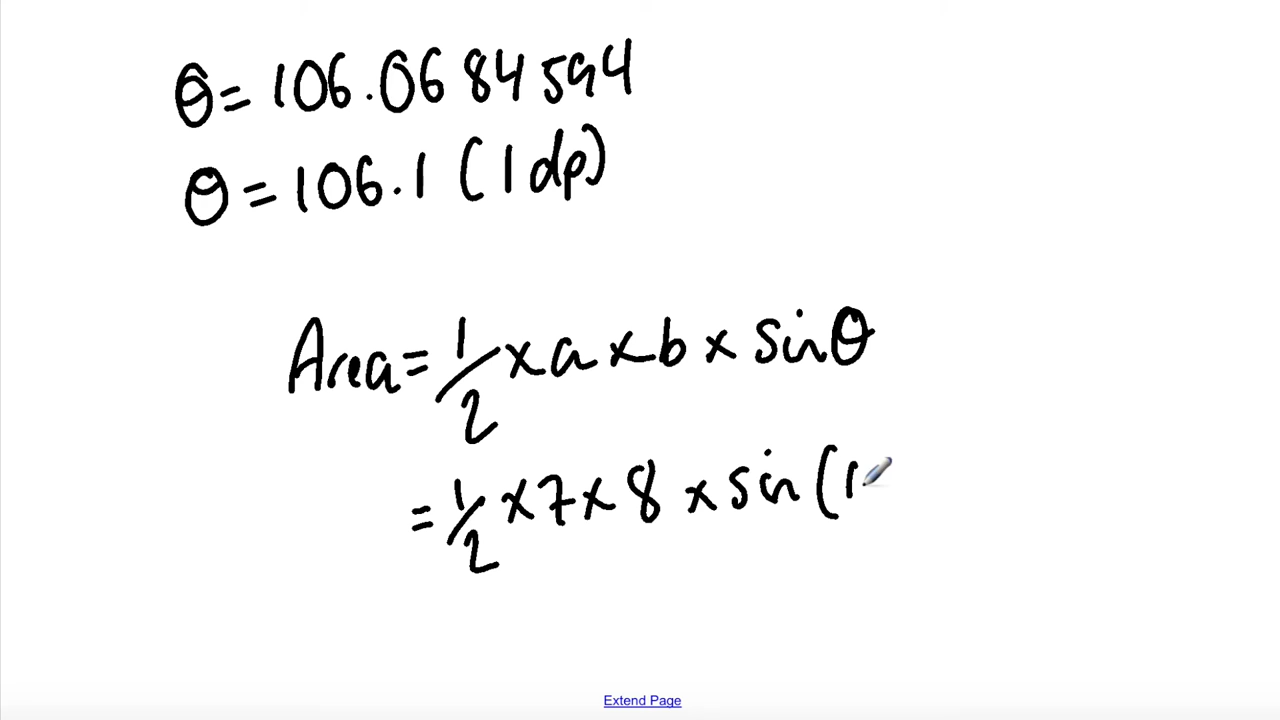 θ = 106.0684594
θ = 106.1 (1dp)
Area = 1/2 × a × b × sinθ
= 1/2 × 7 × 8 × sin(1
Extend Page